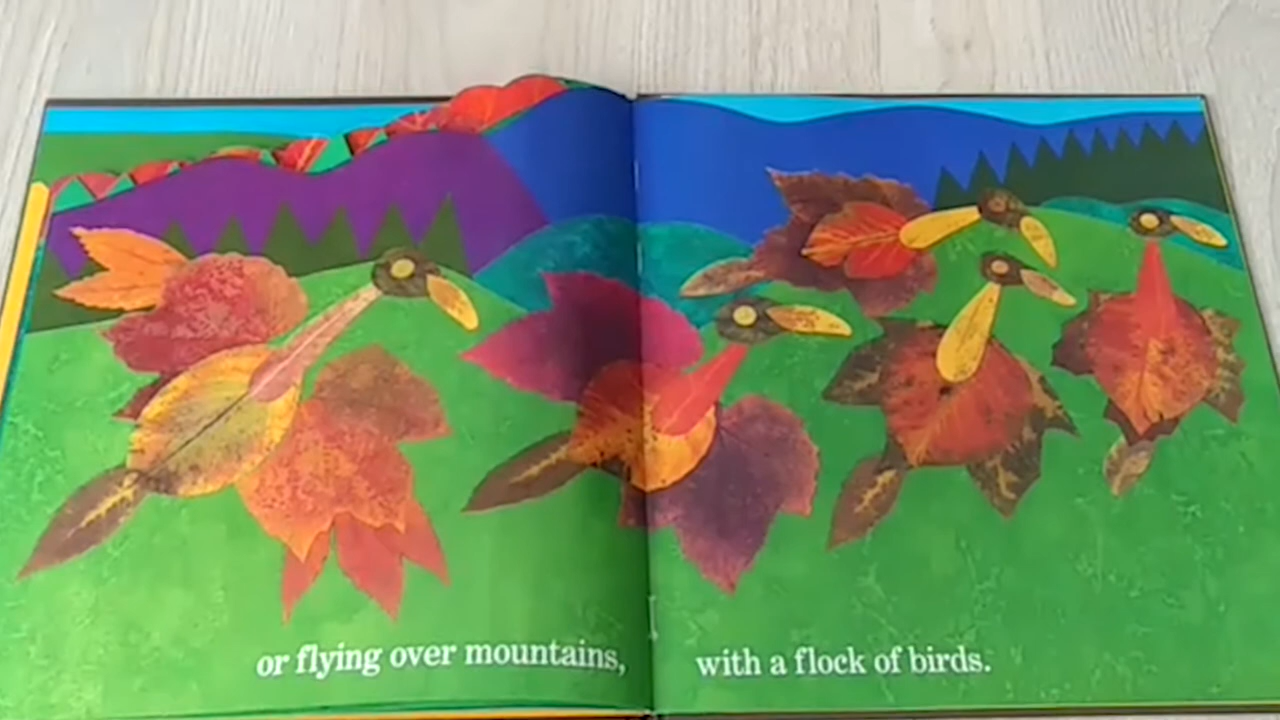 or flying over mountains,
with a flock of birds.